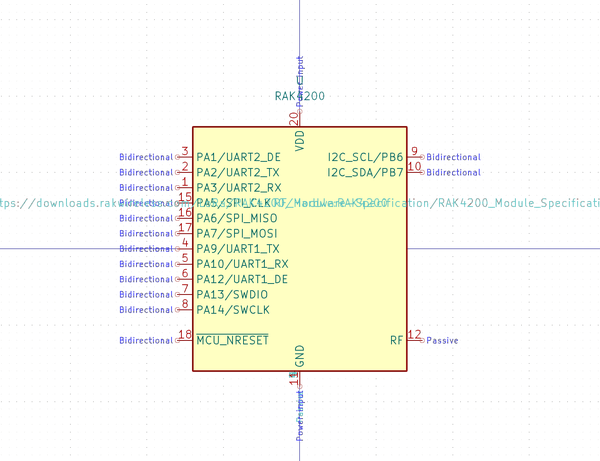 Power Input
RAK4200
20
VDD
Bidirectional 3 PA1/UART2_DE I2C_SCL/PB6 9 Bidirectional
Bidirectional 2 PA2/UART2_TX I2C_SDA/PB7 10 Bidirectional
Bidirectional 1 PA3/UART2_RX
Bidirectional 15 PA5/SPI_CLK
Bidirectional 16 PA6/SPI_MISO
Bidirectional 17 PA7/SPI_MOSI
Bidirectional 4 PA9/UART1_TX
Bidirectional 5 PA10/UART1_RX
Bidirectional 6 PA12/UART1_DE
Bidirectional 7 PA13/SWDIO
Bidirectional 8 PA14/SWCLK
Bidirectional 18 MCU_NRESET RF 12 Passive
GND
Power Input